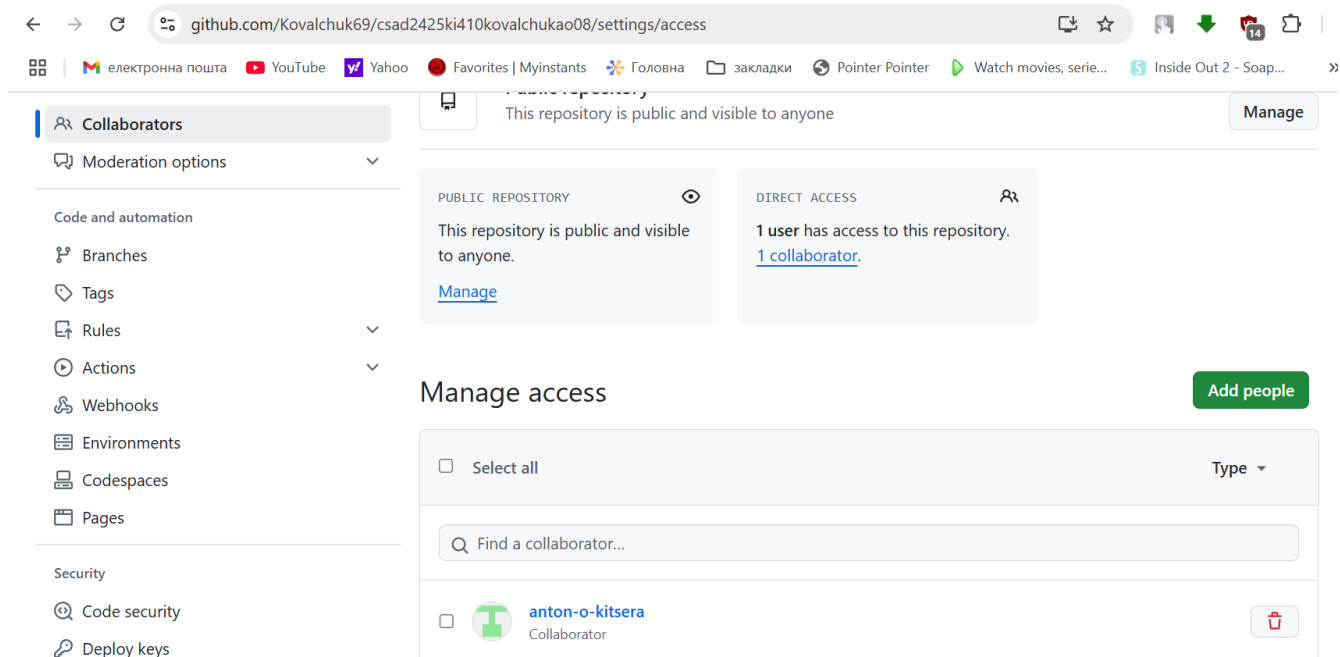 github.com/Kovalchuk69/csad2425ki410kovalchukao08/settings/access
14
електронна пошта YouTube Yahoo Favorites | Myinstants Головна закладки Pointer Pointer Watch movies, serie... Inside Out 2 - Soap... »
Public repository
This repository is public and visible to anyone
Manage
Collaborators
Moderation options
Code and automation
Branches
Tags
Rules
Actions
Webhooks
Environments
Codespaces
Pages
Security
Code security
Deploy keys
PUBLIC REPOSITORY
This repository is public and visible
to anyone.
Manage
DIRECT ACCESS
1 user has access to this repository.
1 collaborator.
Manage access
Add people
Select all
Type
Find a collaborator...
anton-o-kitsera
Collaborator